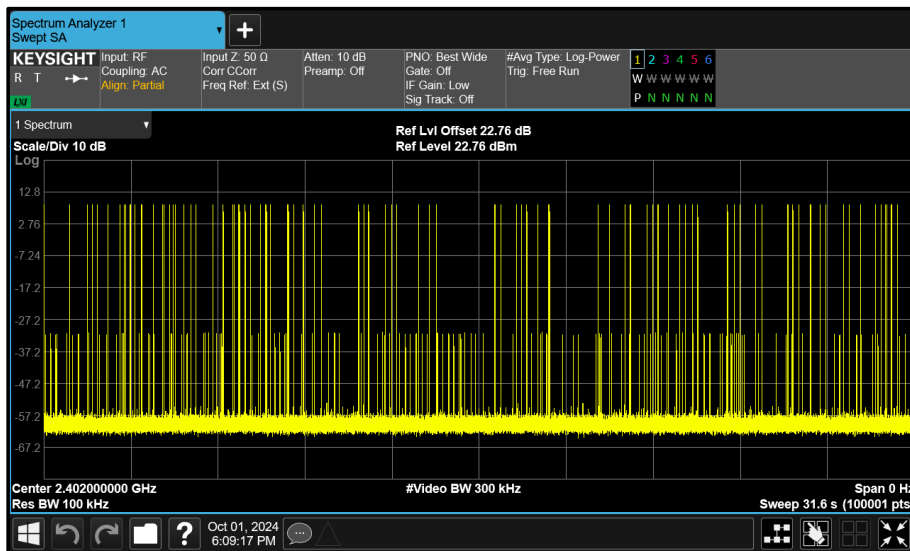 Spectrum Analyzer 1
Swept SA
KEYSIGHT
R T
LXI
Input: RF
Coupling: AC
Align: Partial
Input Z: 50 Ω
Corr CCorr
Freq Ref: Ext (S)
Atten: 10 dB
Preamp: Off
PNO: Best Wide
Gate: Off
IF Gain: Low
Sig Track: Off
#Avg Type: Log-Power
Trig: Free Run
1 2 3 4 5 6
W W W W W W
P N N N N N
1 Spectrum
Scale/Div 10 dB
Ref Lvl Offset 22.76 dB
Ref Level 22.76 dBm
Log
12.8
2.76
-7.24
-17.2
-27.2
-37.2
-47.2
-57.2
-67.2
Center 2.402000000 GHz
#Video BW 300 kHz
Span 0 Hz
Res BW 100 kHz
Sweep 31.6 s (100001 pts
?
Oct 01, 2024
6:09:17 PM